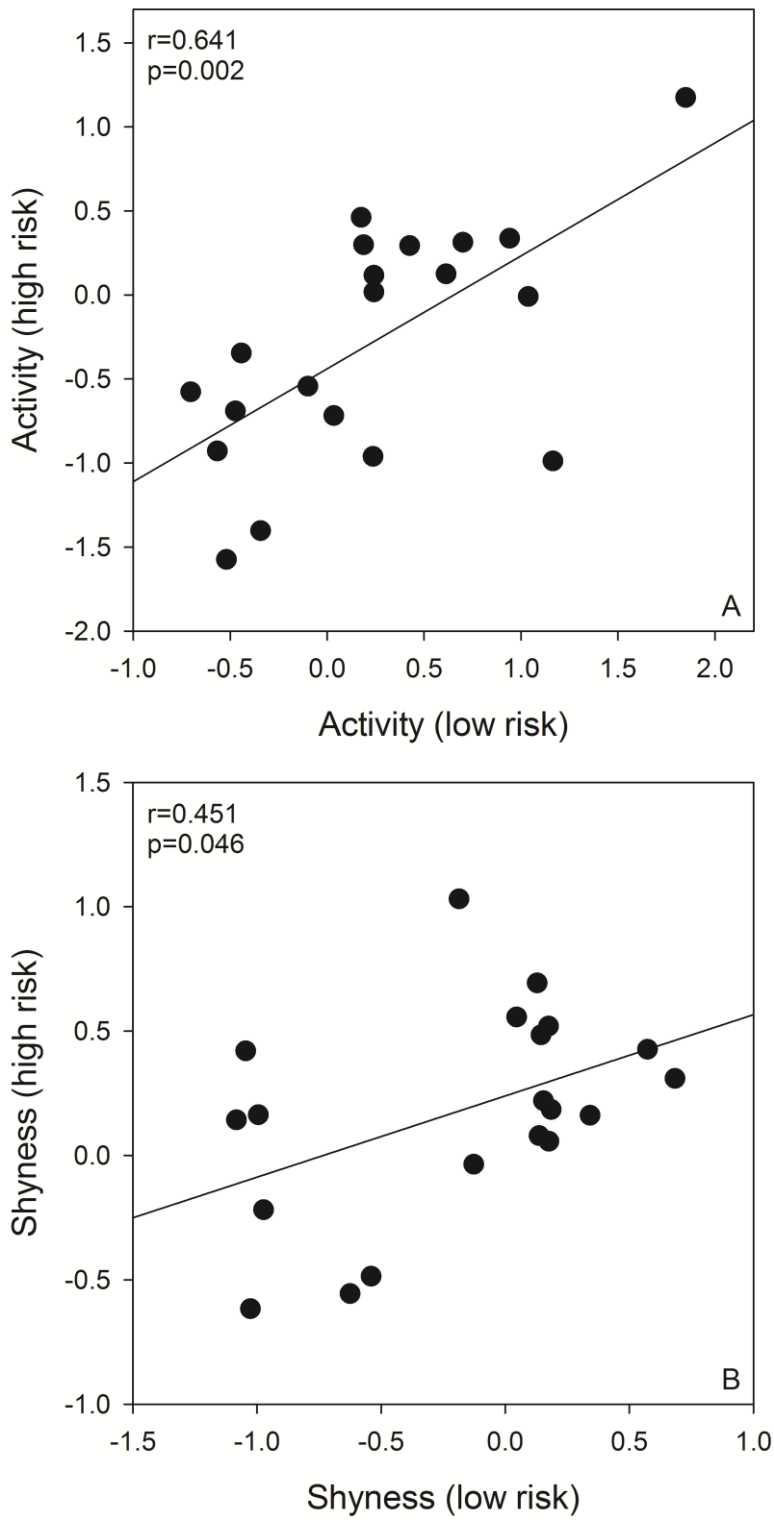 r=0.641
p=0.002
1.5
1.0
0.5
0.0
-0.5
-1.0
-1.5
-2.0
Activity (high risk)
A
-1.0 -0.5 0.0 0.5 1.0 1.5 2.0
Activity (low risk)
r=0.451
p=0.046
1.5
1.0
0.5
0.0
-0.5
-1.0
Shyness (high risk)
B
-1.5 -1.0 -0.5 0.0 0.5 1.0
Shyness (low risk)